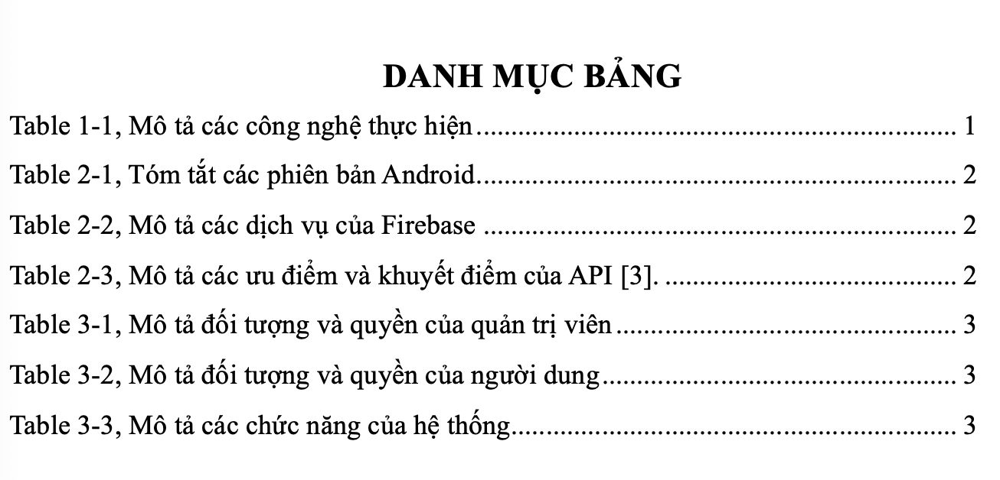 DANH MỤC BẢNG
Table 1-1, Mô tả các công nghệ thực hiện........................................................................ 1
Table 2-1, Tóm tắt các phiên bản Android........................................................................ 2
Table 2-2, Mô tả các dịch vụ của Firebase ....................................................................... 2
Table 2-3, Mô tả các ưu điểm và khuyết điểm của API [3]. ............................................ 2
Table 3-1, Mô tả đối tượng và quyền của quản trị viên ................................................... 3
Table 3-2, Mô tả đối tượng và quyền của người dung..................................................... 3
Table 3-3, Mô tả các chức năng của hệ thống................................................................... 3